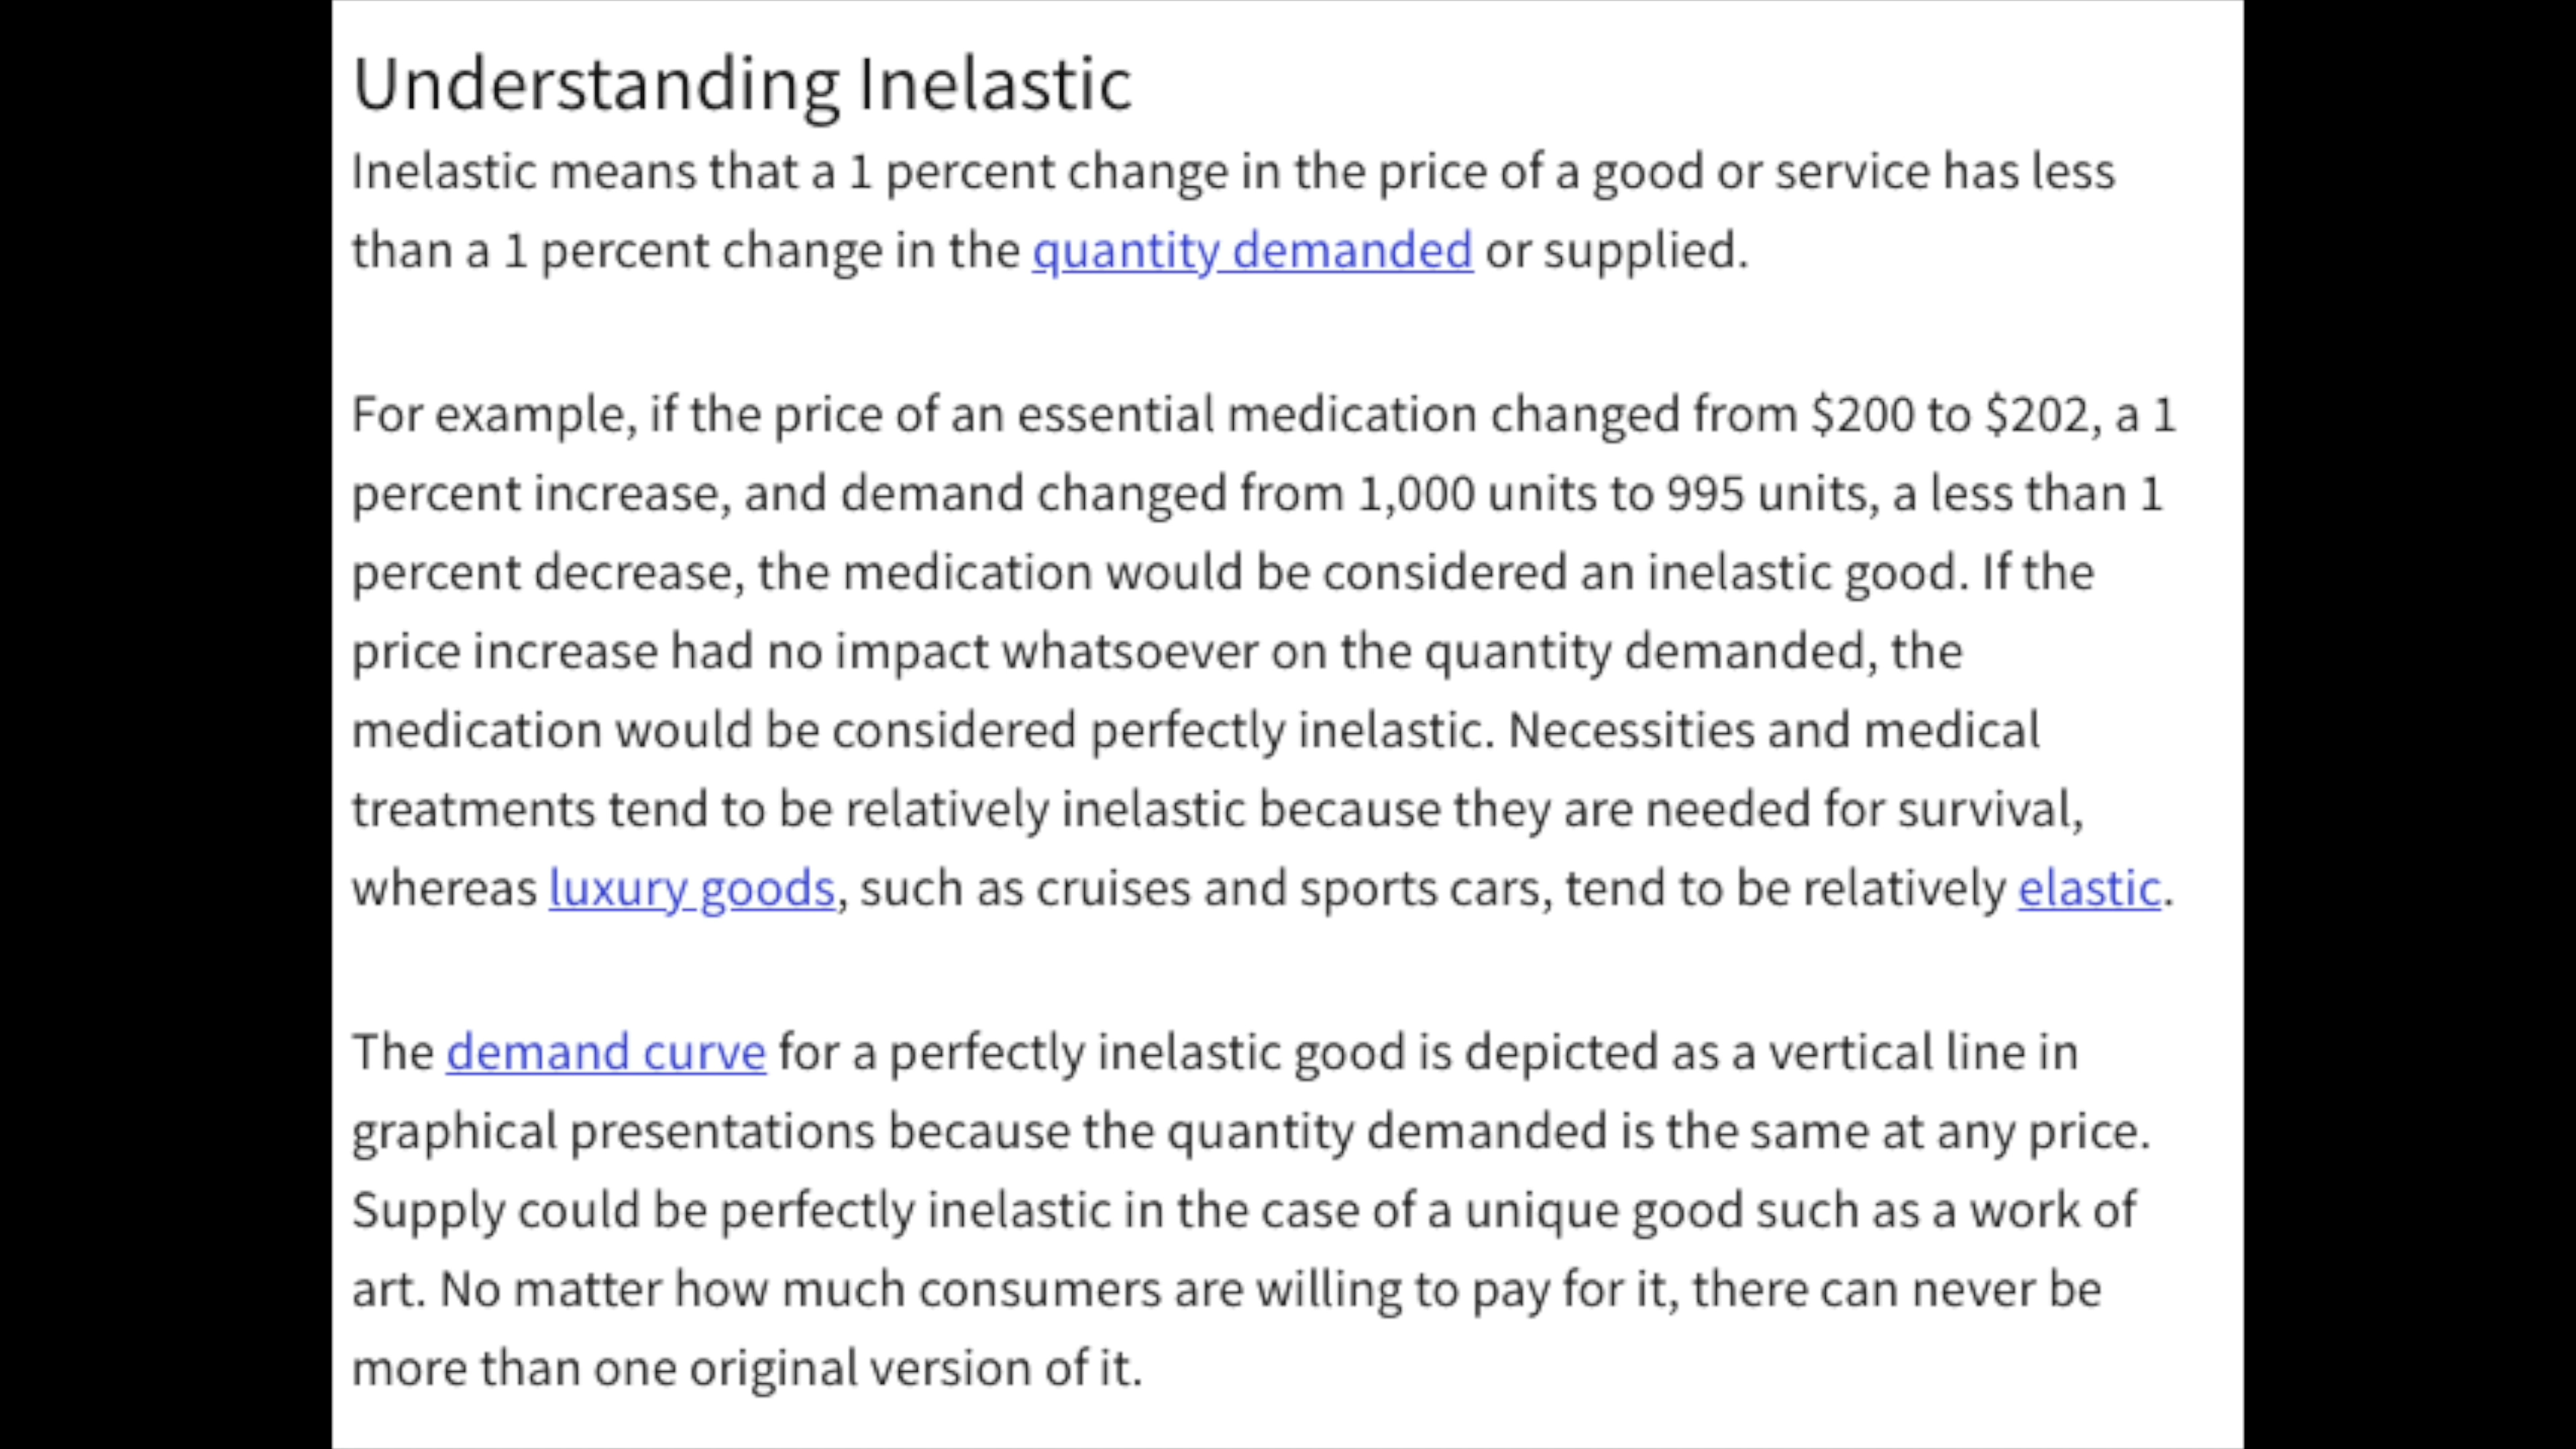 Understanding Inelastic
Inelastic means that a 1 percent change in the price of a good or service has less
than a 1 percent change in the quantity demanded or supplied.
For example, if the price of an essential medication changed from $200 to $202, a 1
percent increase, and demand changed from 1,000 units to 995 units, a less than 1
percent decrease, the medication would be considered an inelastic good. If the
price increase had no impact whatsoever on the quantity demanded, the
medication would be considered perfectly inelastic. Necessities and medical
treatments tend to be relatively inelastic because they are needed for survival,
whereas luxury goods, such as cruises and sports cars, tend to be relatively elastic.
The demand curve for a perfectly inelastic good is depicted as a vertical line in
graphical presentations because the quantity demanded is the same at any price.
Supply could be perfectly inelastic in the case of a unique good such as a work of
art. No matter how much consumers are willing to pay for it, there can never be
more than one original version of it.